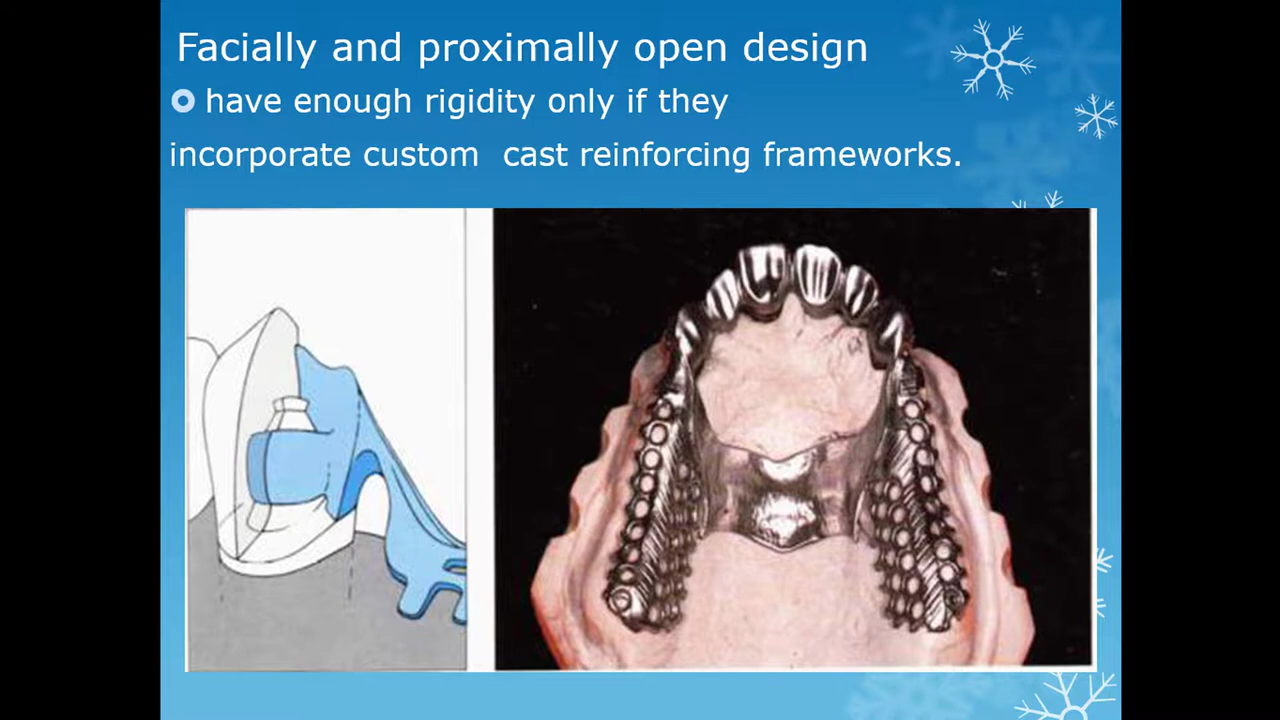 Facially and proximally open design
have enough rigidity only if they
incorporate custom cast reinforcing frameworks.